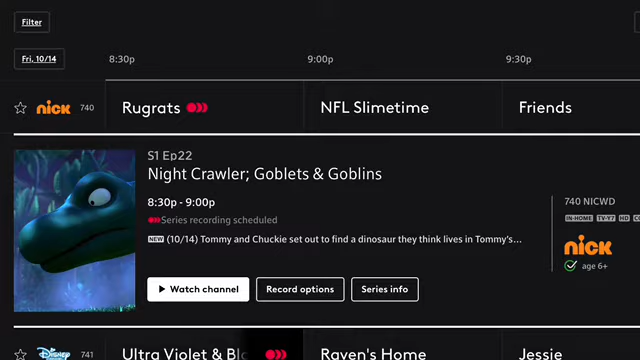 Filter
Fri, 10/14
8:30p
9:00p
9:30p
nick 740
Rugrats
NFL Slimetime
Friends
S1 Ep22
Night Crawler; Goblets & Goblins
8:30p - 9:00p
Series recording scheduled
NEW (10/14) Tommy and Chuckie set out to find a dinosaur they think lives in Tommy's...
740 NICWD
IN-HOME TV-Y7 HD
nick
age 6+
Watch channel
Record options
Series info
Disney 741
Ultra Violet &
Raven's Home
Jessie